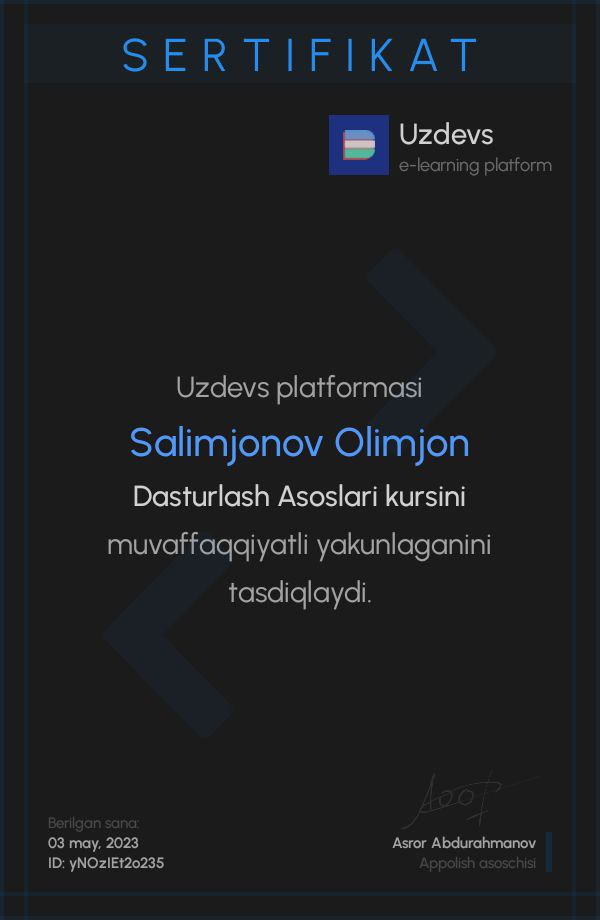 SERTIFIKAT
Uzdevs
e-learning platform
Uzdevs platformasi
Salimjonov Olimjon
Dasturlash Asoslari kursini
muvaffaqqiyatli yakunlaganini
tasdiqlaydi.
Berilgan sana:
03 may, 2023
ID: yNOzIEt2o235
Asror Abdurahmanov
Appolish asoschisi